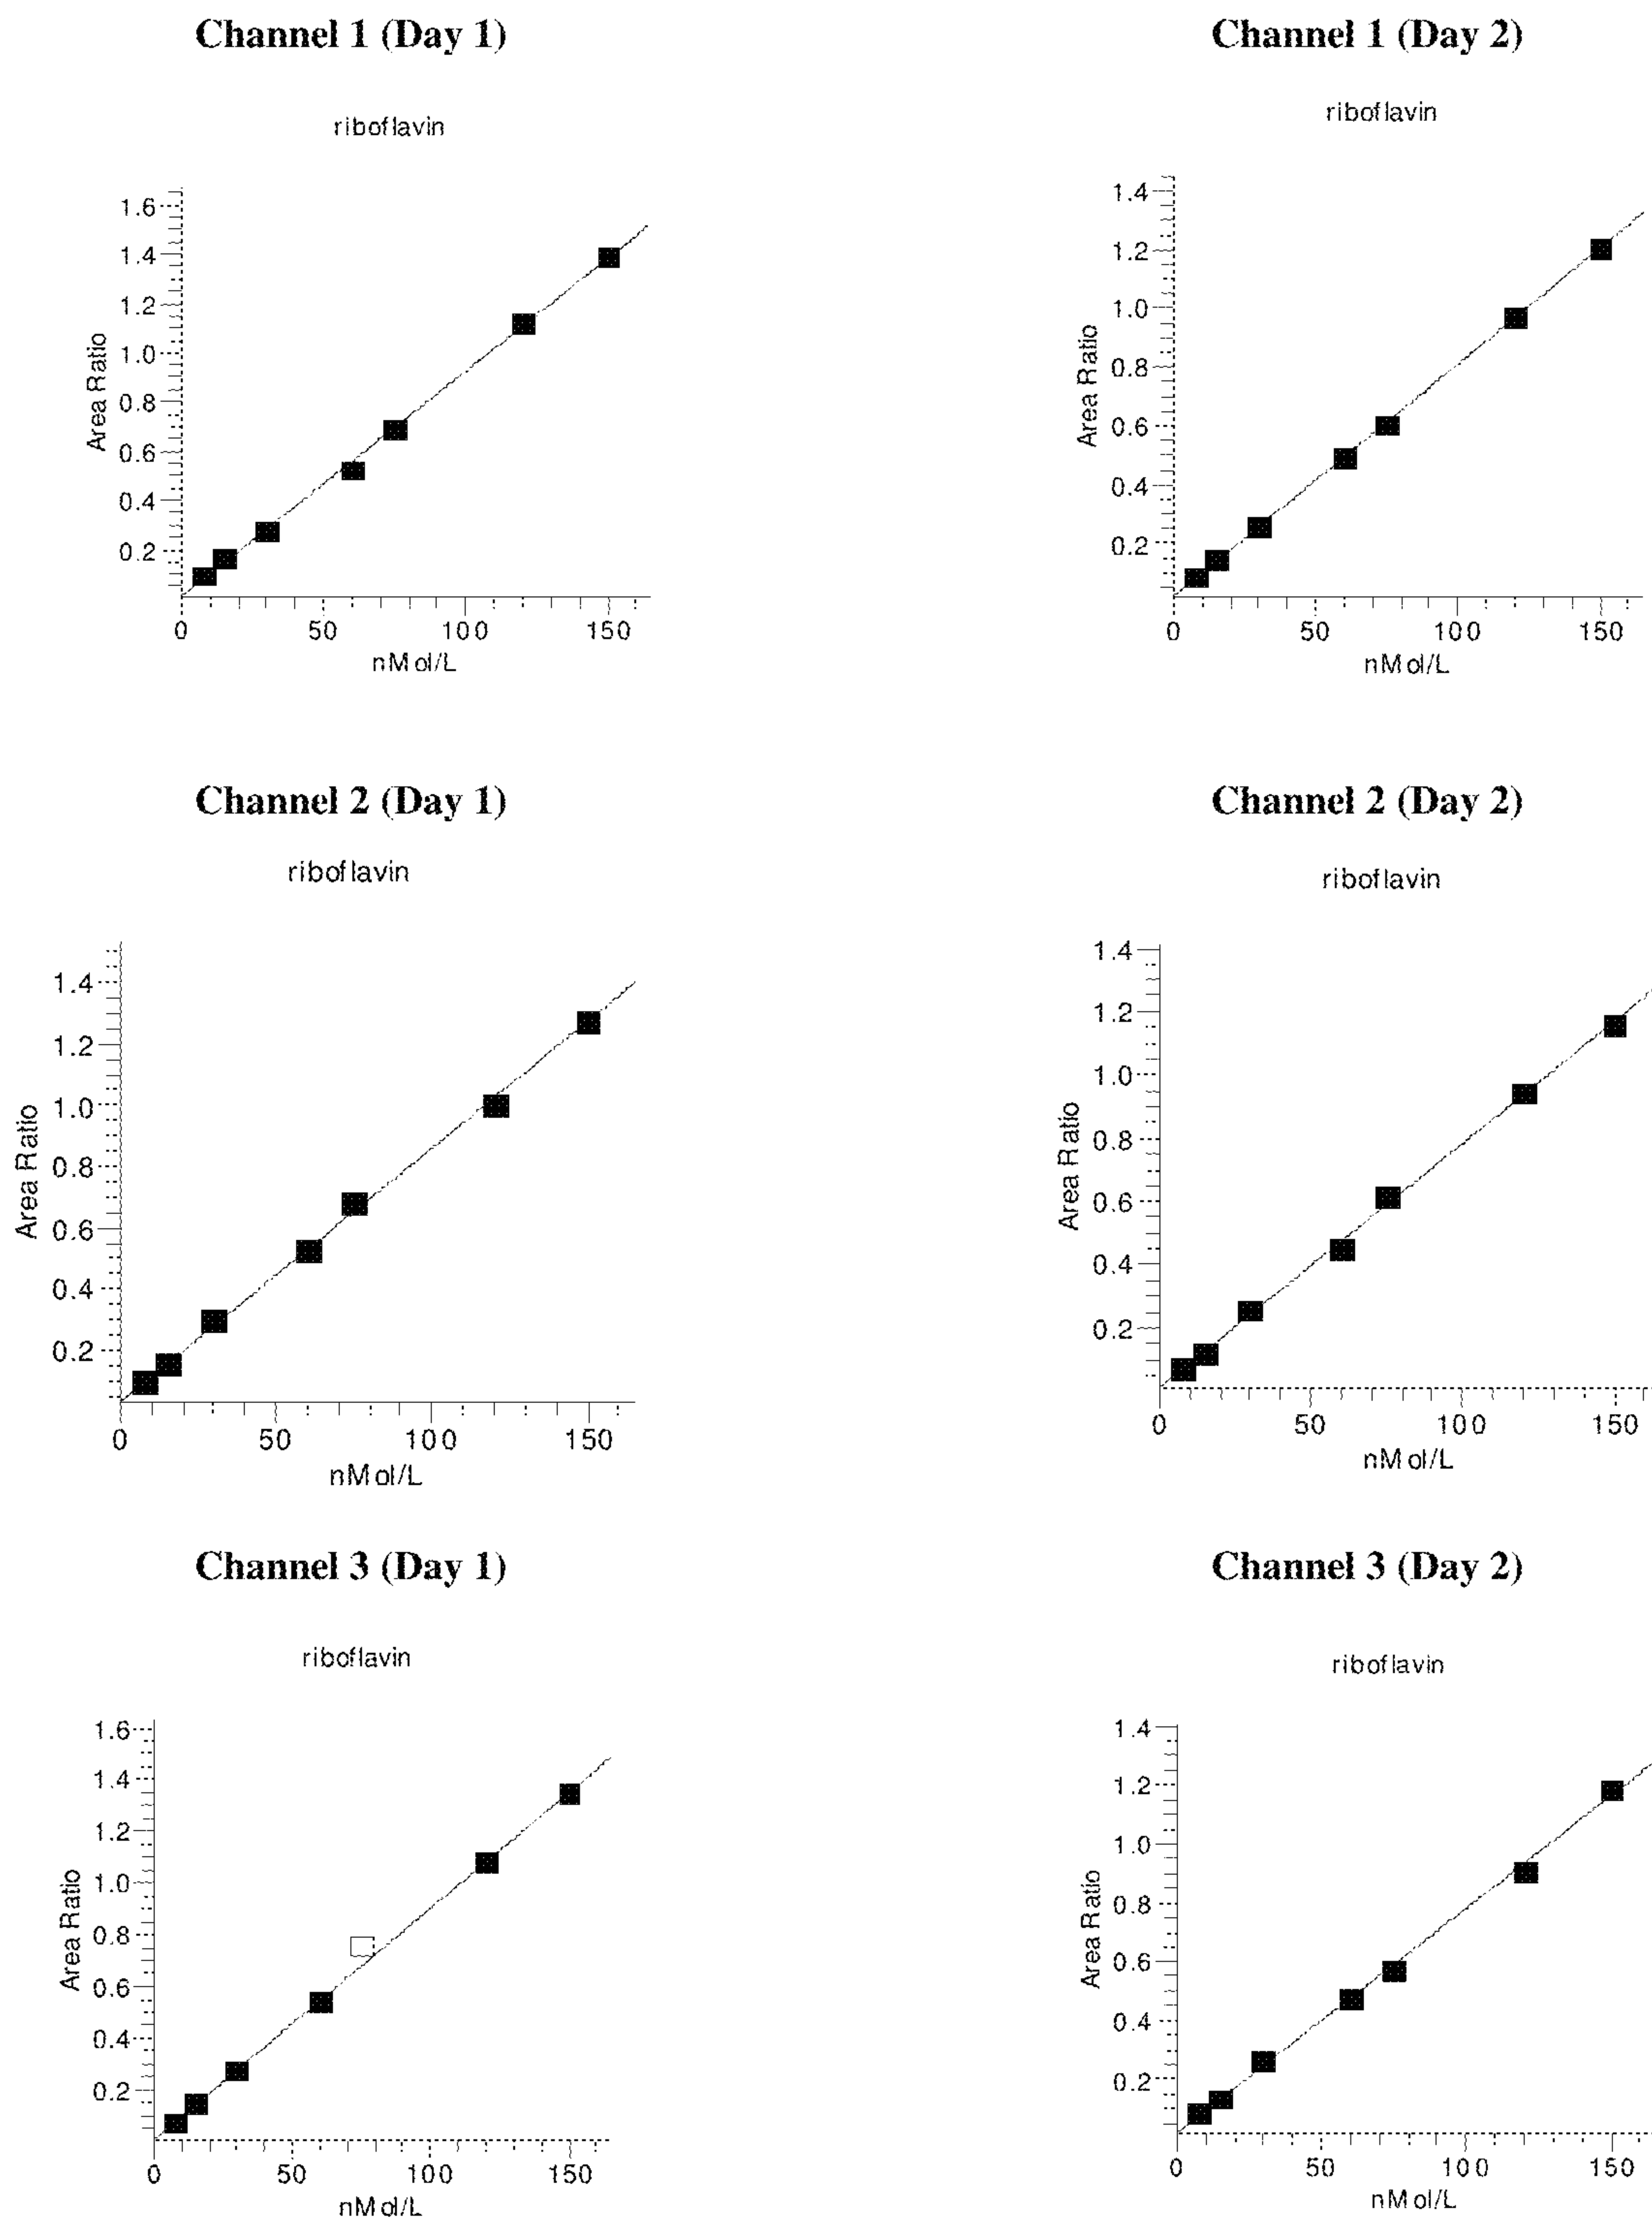 Channel 1 (Day 1)
riboflavin
1.6
1.4
1.2
1.0
0.8
0.6
0.4
0.2
Area Ratio
0 50 100 150
nMol/L
Channel 1 (Day 2)
riboflavin
1.4
1.2
1.0
0.8
0.6
0.4
0.2
Area Ratio
0 50 100 150
nMol/L
Channel 2 (Day 1)
riboflavin
1.4
1.2
1.0
0.8
0.6
0.4
0.2
Area Ratio
0 50 100 150
nMol/L
Channel 2 (Day 2)
riboflavin
1.4
1.2
1.0
0.8
0.6
0.4
0.2
Area Ratio
0 50 100 150
nMol/L
Channel 3 (Day 1)
riboflavin
1.6
1.4
1.2
1.0
0.8
0.6
0.4
0.2
Area Ratio
0 50 100 150
nMol/L
Channel 3 (Day 2)
riboflavin
1.4
1.2
1.0
0.8
0.6
0.4
0.2
Area Ratio
0 50 100 150
nMol/L